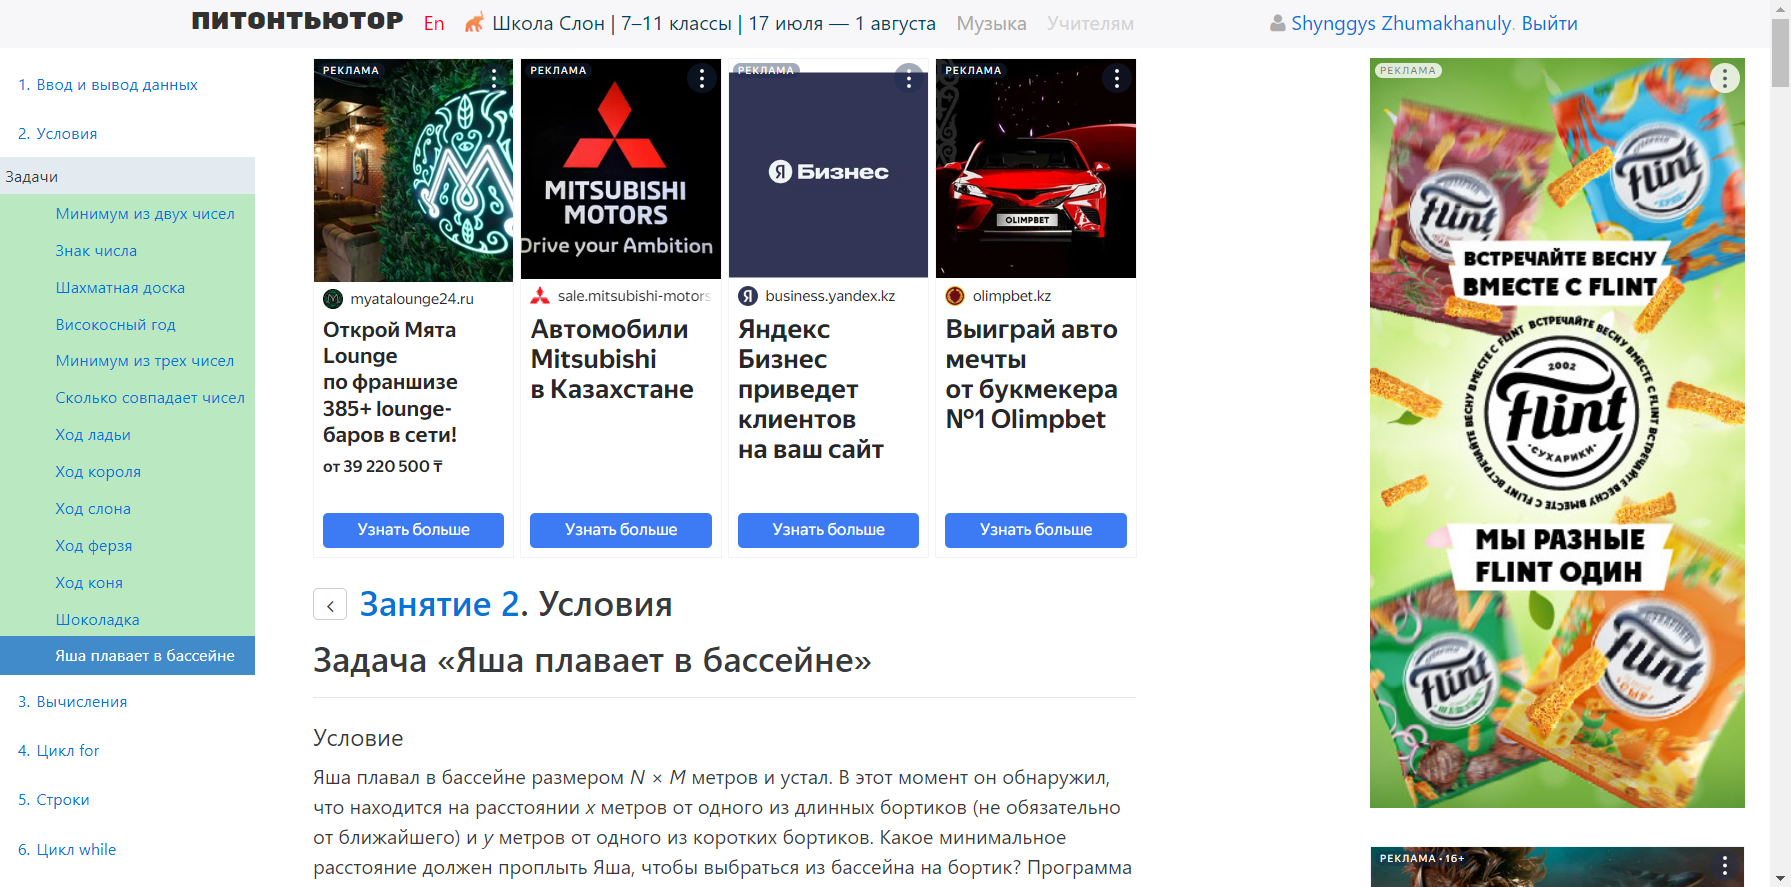 ПИТОНТЬЮТОР En Школа Слон | 7–11 классы | 17 июля — 1 августа Музыка Учителям Shynggys Zhumakhanuly. Выйти
1. Ввод и вывод данных
2. Условия
Задачи
Минимум из двух чисел
Знак числа
Шахматная доска
Високосный год
Минимум из трех чисел
Сколько совпадает чисел
Ход ладьи
Ход короля
Ход слона
Ход ферзя
Ход коня
Шоколадка
Яша плавает в бассейне
3. Вычисления
4. Цикл for
5. Строки
6. Цикл while
РЕКЛАМА
M
myatalounge24.ru
Открой Мята
Lounge
по франшизе
385+ lounge-
баров в сети!
от 39 220 500 ₸
Узнать больше
РЕКЛАМА
MITSUBISHI
MOTORS
Drive your Ambition
sale.mitsubishi-motors
Автомобили
Mitsubishi
в Казахстане
Узнать больше
РЕКЛАМА
Я Бизнес
Я business.yandex.kz
Яндекс
Бизнес
приведет
клиентов
на ваш сайт
Узнать больше
РЕКЛАМА
OLIMPBET
olimpbet.kz
Выиграй авто
мечты
от букмекера
№1 Olimpbet
Узнать больше
Занятие 2. Условия
Задача «Яша плавает в бассейне»
Условие
Яша плавал в бассейне размером N × M метров и устал. В этот момент он обнаружил,
что находится на расстоянии x метров от одного из длинных бортиков (не обязательно
от ближайшего) и y метров от одного из коротких бортиков. Какое минимальное
расстояние должен проплыть Яша, чтобы выбраться из бассейна на бортик? Программа
РЕКЛАМА
flint
flint
ВСТРЕЧАЙТЕ ВЕСНУ
ВМЕСТЕ С FLINT
ВСТРЕЧАЙТЕ ВЕСНУ ВМЕСТЕ С FLINT ВСТРЕЧАЙТЕ ВЕСНУ ВМЕСТЕ С FLINT ВСТРЕЧАЙТЕ ВЕСНУ ВМЕСТЕ С FLINT
2002
flint
СУХАРИКИ
МЫ РАЗНЫЕ
FLINT ОДИН
flint
flint
РЕКЛАМА • 16+